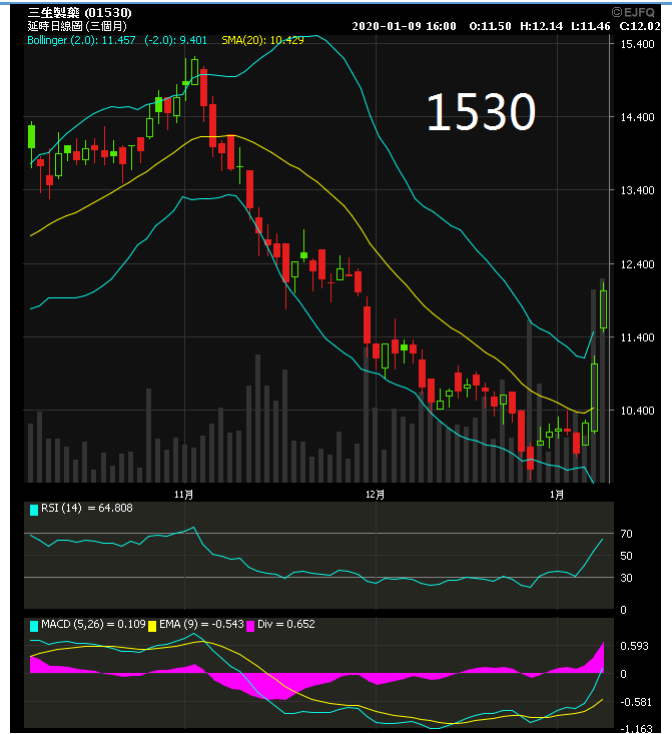 三生製藥 (01530)
©EJFQ
延時日線圖 (三個月)
2020-01-09 16:00 O:11.50 H:12.14 L:11.46 C:12.02
Bollinger (2.0): 11.457 (-2.0): 9.401 SMA(20): 10.429
15.400
1530
14.400
13.400
12.400
11.400
10.400
11月 12月 1月
RSI (14) = 64.808
70
50
30
0
MACD (5,26) = 0.109 EMA (9) = -0.543 Div = 0.652
0.593
0
-0.581
-1.163